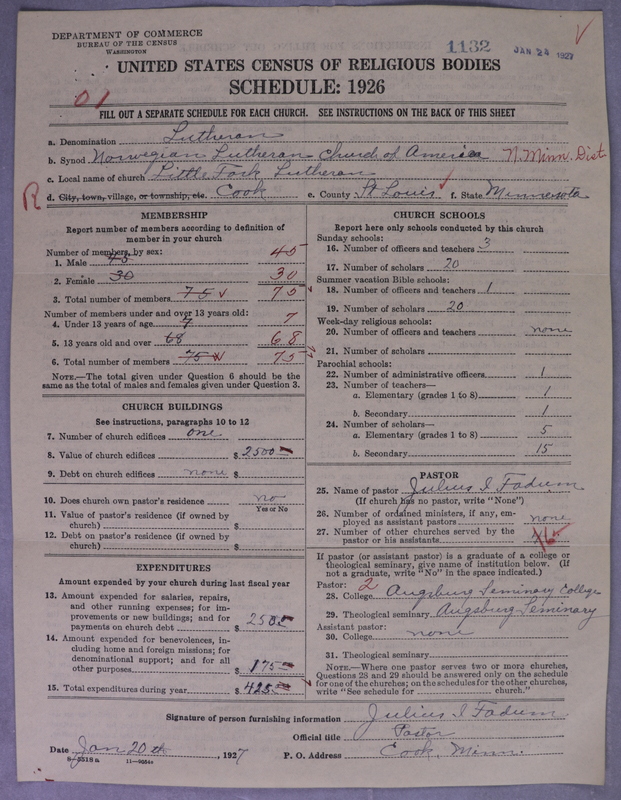 DEPARTMENT OF COMMERCE
BUREAU OF THE CENSUS
WASHINGTON
1132
JAN 24 1927
UNITED STATES CENSUS OF RELIGIOUS BODIES
SCHEDULE: 1926
01
FILL OUT A SEPARATE SCHEDULE FOR EACH CHURCH. SEE INSTRUCTIONS ON THE BACK OF THIS SHEET
a. Denomination Lutheran
b. Synod Norwegian Lutheran Church of America N. Minn. Dist
c. Local name of church Little Fork Lutheran
R d. City, town, village, or township, etc. Cook e. County St Louis f. State Minnesota
MEMBERSHIP
Report number of members according to definition of
member in your church
Number of members, by sex:
1. Male 45 45
2. Female 30 30
3. Total number of members 75 75
Number of members under and over 13 years old:
4. Under 13 years of age 7 7
5. 13 years old and over 68 68
6. Total number of members 75 75
NOTE.—The total given under Question 6 should be the
same as the total of males and females given under Question 3.
CHURCH BUILDINGS
See instructions, paragraphs 10 to 12
7. Number of church edifices one
8. Value of church edifices $ 2500
9. Debt on church edifices none $
10. Does church own pastor's residence no
Yes or No
11. Value of pastor's residence (if owned by
church) $
12. Debt on pastor's residence (if owned by
church) $
EXPENDITURES
Amount expended by your church during last fiscal year
13. Amount expended for salaries, repairs,
and other running expenses; for im-
provements or new buildings; and for
payments on church debt $ 250
14. Amount expended for benevolences, in-
cluding home and foreign missions; for
denominational support; and for all
other purposes $ 175
15. Total expenditures during year $ 425
CHURCH SCHOOLS
Report here only schools conducted by this church
Sunday schools:
16. Number of officers and teachers 3
17. Number of scholars 20
Summer vacation Bible schools:
18. Number of officers and teachers 1
19. Number of scholars 20
Week-day religious schools:
20. Number of officers and teachers none
21. Number of scholars
Parochial schools:
22. Number of administrative officers 1
23. Number of teachers—
a. Elementary (grades 1 to 8) 1
b. Secondary 1
24. Number of scholars—
a. Elementary (grades 1 to 8) 5
b. Secondary 15
PASTOR
25. Name of pastor Julius I Fadum
(If church has no pastor, write "None")
26. Number of ordained ministers, if any, em-
ployed as assistant pastors none
27. Number of other churches served by the
pastor or his assistants
If pastor (or assistant pastor) is a graduate of a college or
theological seminary, give name of institution below. (If
not a graduate, write "No" in the space indicated.)
Pastor: 2
28. College Augsburg Seminary College
29. Theological seminary Augsburg Seminary
Assistant pastor:
30. College none
31. Theological seminary
NOTE.—Where one pastor serves two or more churches,
Questions 28 and 29 should be answered only on the schedule
for one of the churches; on the schedules for the other churches,
write "See schedule for church."
Signature of person furnishing information Julius I Fadum
Official title Pastor
Date Jan 20th, 1927 P. O. Address Cook, Minn.
8-5518a 11-9054